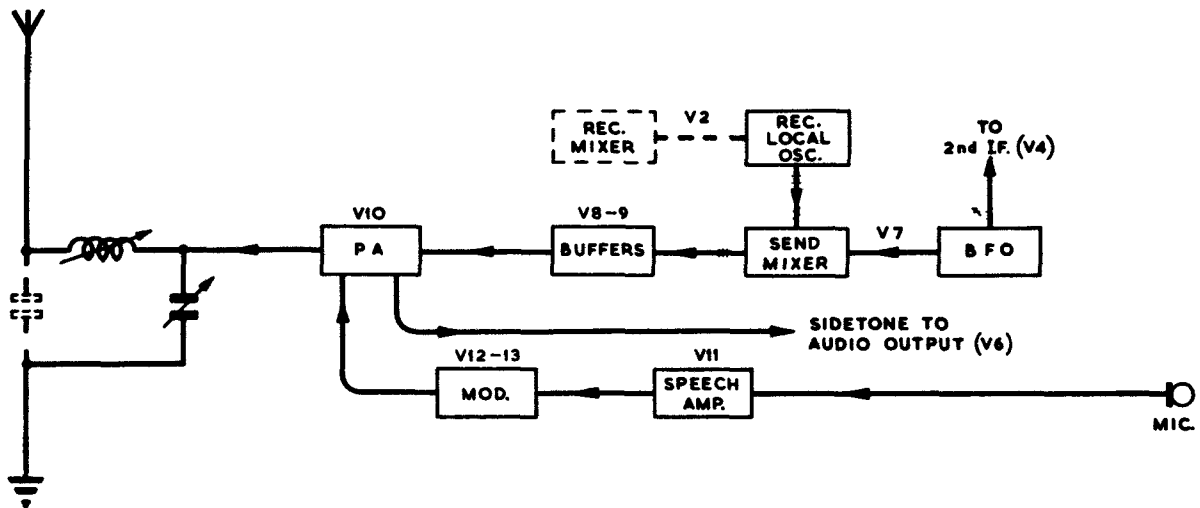 REC.
MIXER
V2
REC.
LOCAL
OSC.
TO
2nd IF. (V4)
V10
PA
V8-9
BUFFERS
SEND
MIXER
V7
BFO
SIDETONE TO
AUDIO OUTPUT (V6)
V12-13
MOD.
V11
SPEECH
AMP.
MIC.